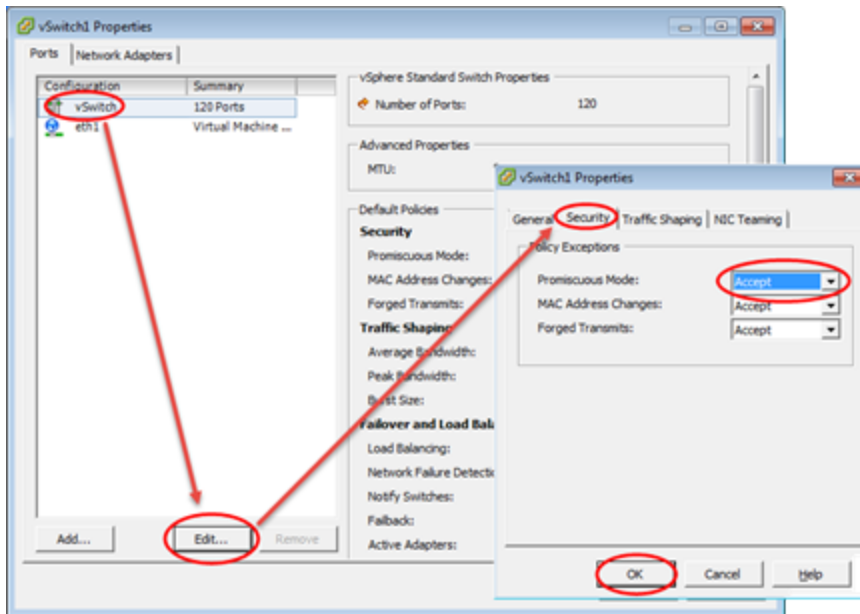 vSwitch1 Properties
Ports
Network Adapters
Configuration
Summary
vSwitch
120 Ports
eth1
Virtual Machine ...
Add...
Edit...
Remove
vSphere Standard Switch Properties
Number of Ports:
120
Advanced Properties
MTU:
Default Policies
Security
Promiscuous Mode:
MAC Address Changes:
Forged Transmits:
Traffic Shaping
Average Bandwidth:
Peak Bandwidth:
Burst Size:
Failover and Load Bala
Load Balancing:
Network Failure Detectio
Notify Switches:
Failback:
Active Adapters:
vSwitch1 Properties
General
Security
Traffic Shaping
NIC Teaming
Policy Exceptions
Promiscuous Mode:
Accept
MAC Address Changes:
Accept
Forged Transmits:
Accept
OK
Cancel
Help